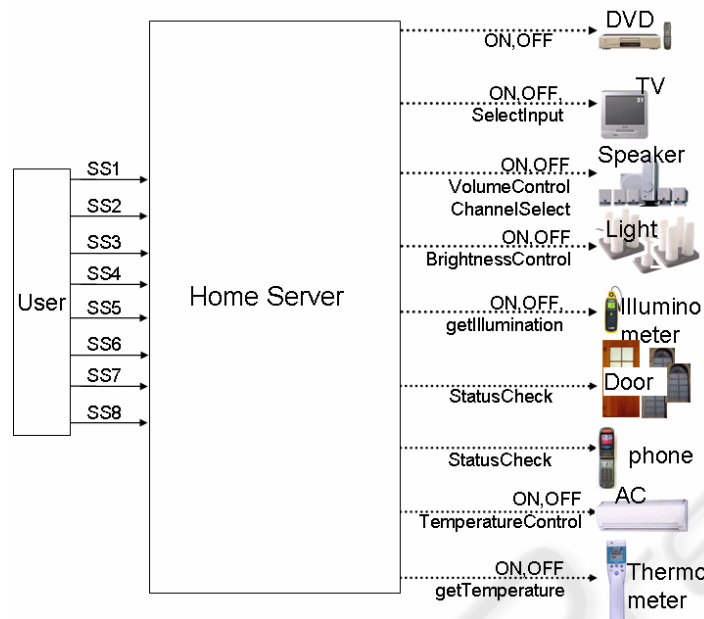 User
SS1
SS2
SS3
SS4
SS5
SS6
SS7
SS8
Home Server
ON,OFF
DVD
ON,OFF,
SelectInput
TV
ON,OFF
VolumeControl
ChannelSelect
Speaker
ON,OFF
BrightnessControl
Light
ON,OFF,
getIllumination
Illumino
meter
StatusCheck
Door
StatusCheck
phone
ON,OFF
TemperatureControl
AC
ON,OFF
getTemperature
Thermo
meter